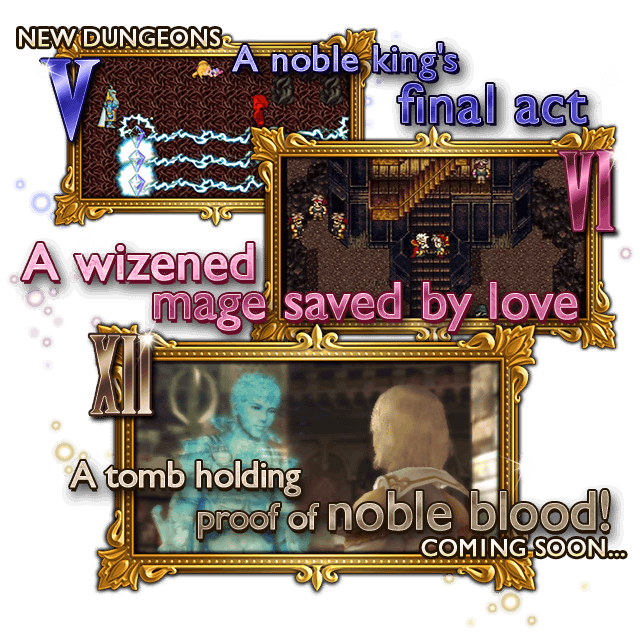 NEW DUNGEONS
V
A noble king's
final act
VI
A wizened
mage saved by love
XII
A tomb holding
proof of noble blood!
COMING SOON...